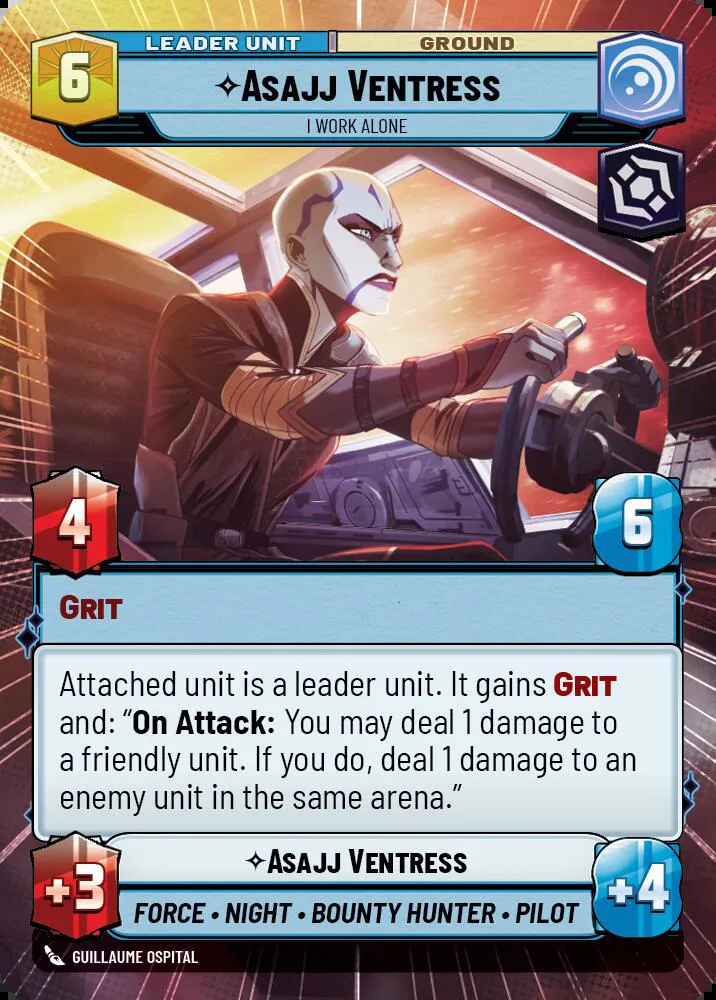 LEADER UNIT GROUND
6
ASAJJ VENTRESS
I WORK ALONE
4
6
GRIT
Attached unit is a leader unit. It gains GRIT
and: “On Attack: You may deal 1 damage to
a friendly unit. If you do, deal 1 damage to an
enemy unit in the same arena.”
+3
ASAJJ VENTRESS
+4
FORCE • NIGHT • BOUNTY HUNTER • PILOT
GUILLAUME OSPITAL